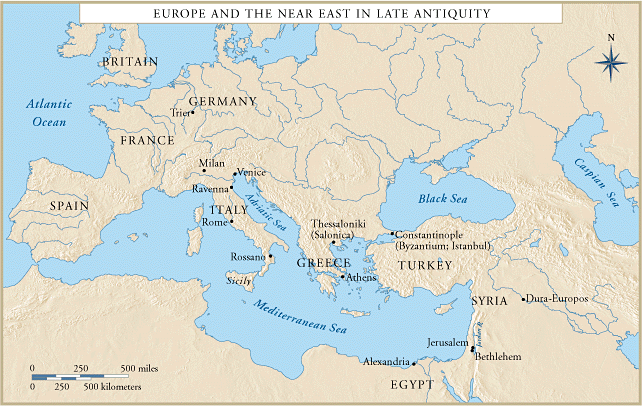 EUROPE AND THE NEAR EAST IN LATE ANTIQUITY
N
BRITAIN
Atlantic
Ocean
GERMANY
Trier
FRANCE
Caspian Sea
Milan
Venice
Ravenna
Black Sea
SPAIN
ITALY
Adriatic Sea
Rome
Thessaloniki
(Salonica)
Constantinople
(Byzantium; Istanbul)
Rossano
GREECE
TURKEY
Sicily
Athens
SYRIA
Dura-Europos
Mediterranean Sea
Jordan R.
Jerusalem
Bethlehem
Alexandria
EGYPT
0 250 500 miles
0 250 500 kilometers